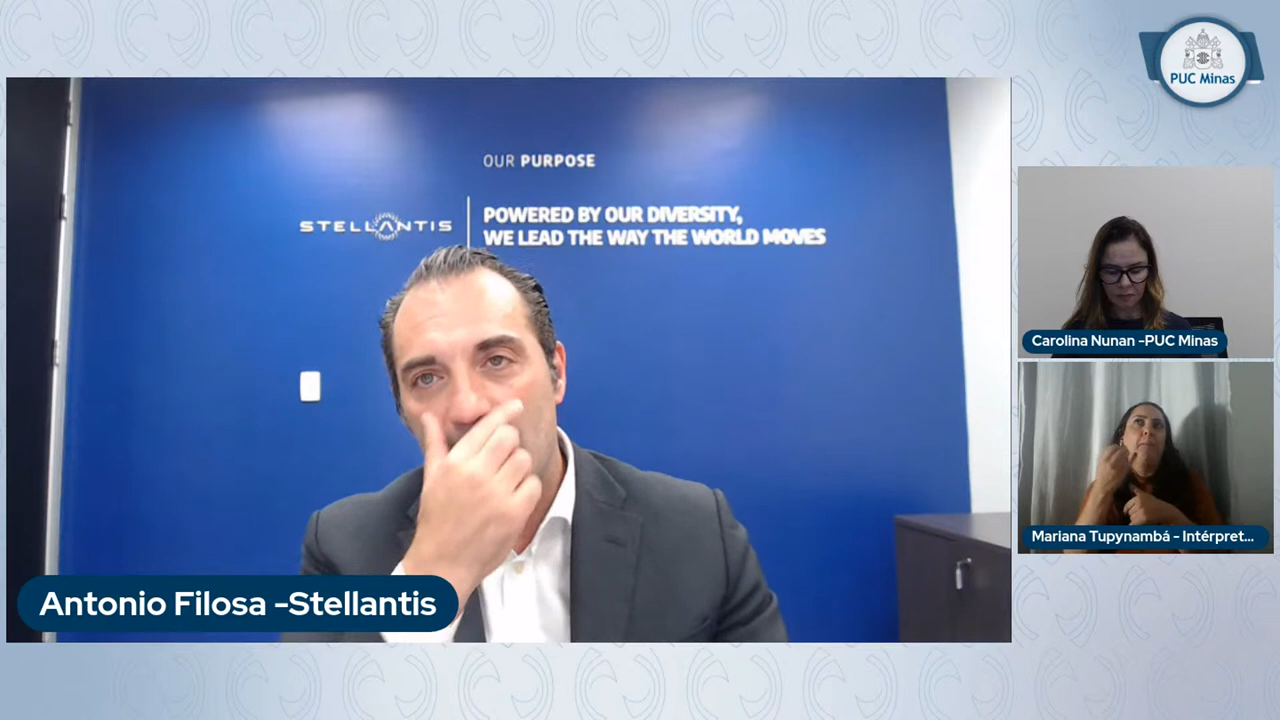 PUC Minas
OUR PURPOSE
STELLANTIS
POWERED BY OUR DIVERSITY,
WE LEAD THE WAY THE WORLD MOVES
Carolina Nunan -PUC Minas
Mariana Tupynambá - Intérpret...
Antonio Filosa -Stellantis